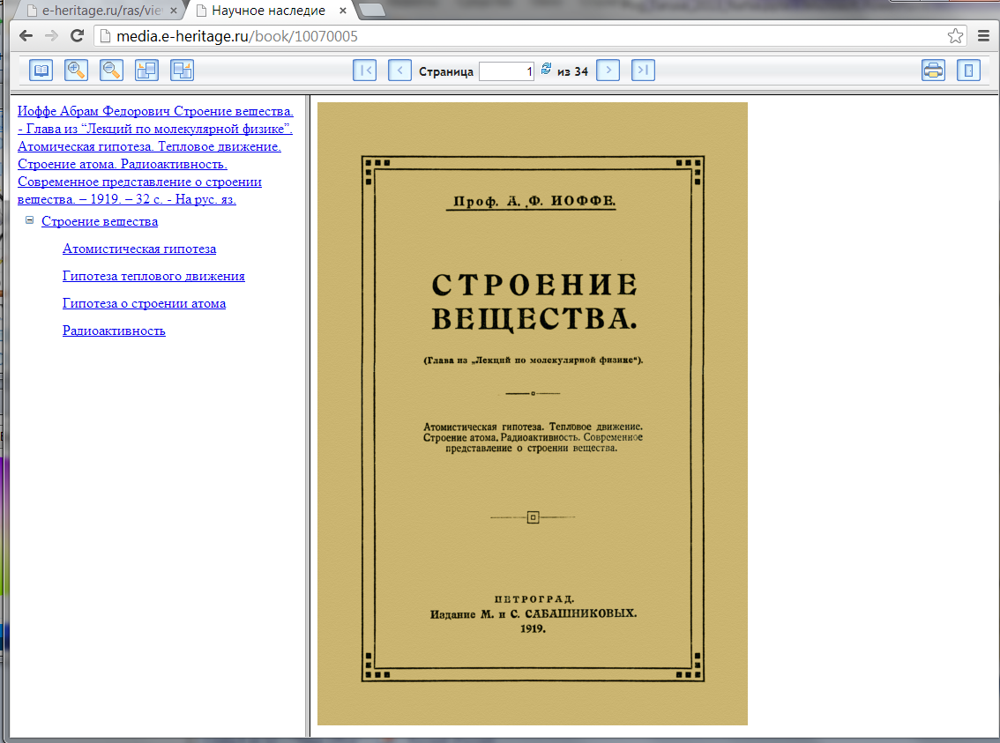 e-heritage.ru/ras/vie
Научное наследие
media.e-heritage.ru/book/10070005
Страница 1 из 34
Иоффе Абрам Федорович Строение вещества.
- Глава из “Лекций по молекулярной физике”.
Атомическая гипотеза. Тепловое движение.
Строение атома. Радиоактивность.
Современное представление о строении
вещества. – 1919. – 32 с. - На рус. яз.
Строение вещества
Атомистическая гипотеза
Гипотеза теплового движения
Гипотеза о строении атома
Радиоактивность
Проф. А. Ф. ИОФФЕ.
СТРОЕНИЕ
ВЕЩЕСТВА.
(Глава из „Лекций по молекулярной физике“).
Атомистическая гипотеза. Тепловое движение.
Строение атома. Радиоактивность. Современное
представление о строении вещества.
ПЕТРОГРАД.
Издание М. и С. САБАШНИКОВЫХ.
1919.